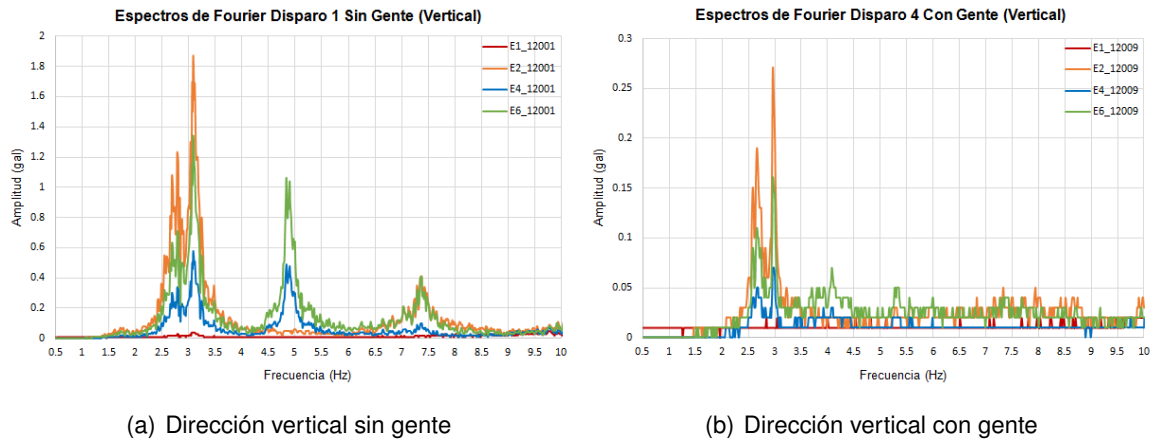 Espectros de Fourier Disparo 1 Sin Gente (Vertical)
Amplitud (gal)
2
1.8
1.6
1.4
1.2
1
0.8
0.6
0.4
0.2
0
0.5 1 1.5 2 2.5 3 3.5 4 4.5 5 5.5 6 6.5 7 7.5 8 8.5 9 9.5 10
Frecuencia (Hz)
E1_12001
E2_12001
E4_12001
E6_12001
(a) Dirección vertical sin gente
Espectros de Fourier Disparo 4 Con Gente (Vertical)
Amplitud (gal)
0.3
0.25
0.2
0.15
0.1
0.05
0
0.5 1 1.5 2 2.5 3 3.5 4 4.5 5 5.5 6 6.5 7 7.5 8 8.5 9 9.5 10
Frecuencia (Hz)
E1_12009
E2_12009
E4_12009
E6_12009
(b) Dirección vertical con gente